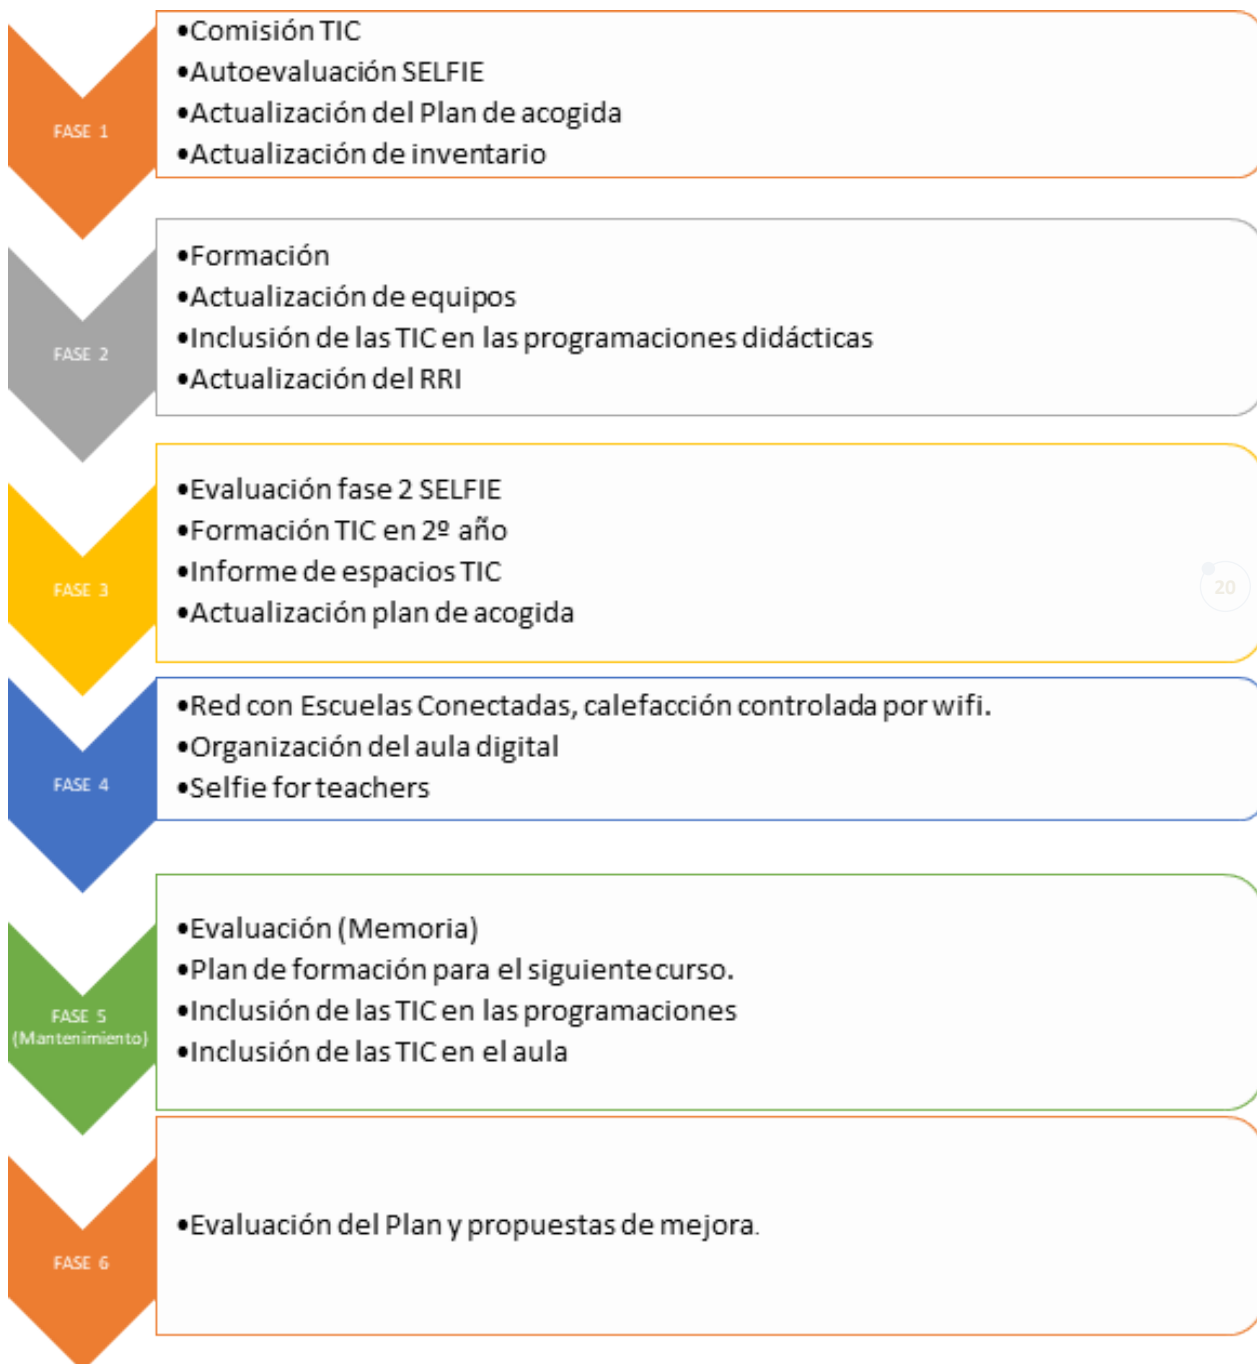 FASE 1
•Comisión TIC
•Autoevaluación SELFIE
•Actualización del Plan de acogida
•Actualización de inventario
FASE 2
•Formación
•Actualización de equipos
•Inclusión de las TIC en las programaciones didácticas
•Actualización del RRI
FASE 3
•Evaluación fase 2 SELFIE
•Formación TIC en 2º año
•Informe de espacios TIC
•Actualización plan de acogida
20
FASE 4
•Red con Escuelas Conectadas, calefacción controlada por wifi.
•Organización del aula digital
•Selfie for teachers
FASE 5
(Mantenimiento)
•Evaluación (Memoria)
•Plan de formación para el siguiente curso.
•Inclusión de las TIC en las programaciones
•Inclusión de las TIC en el aula
FASE 6
•Evaluación del Plan y propuestas de mejora.